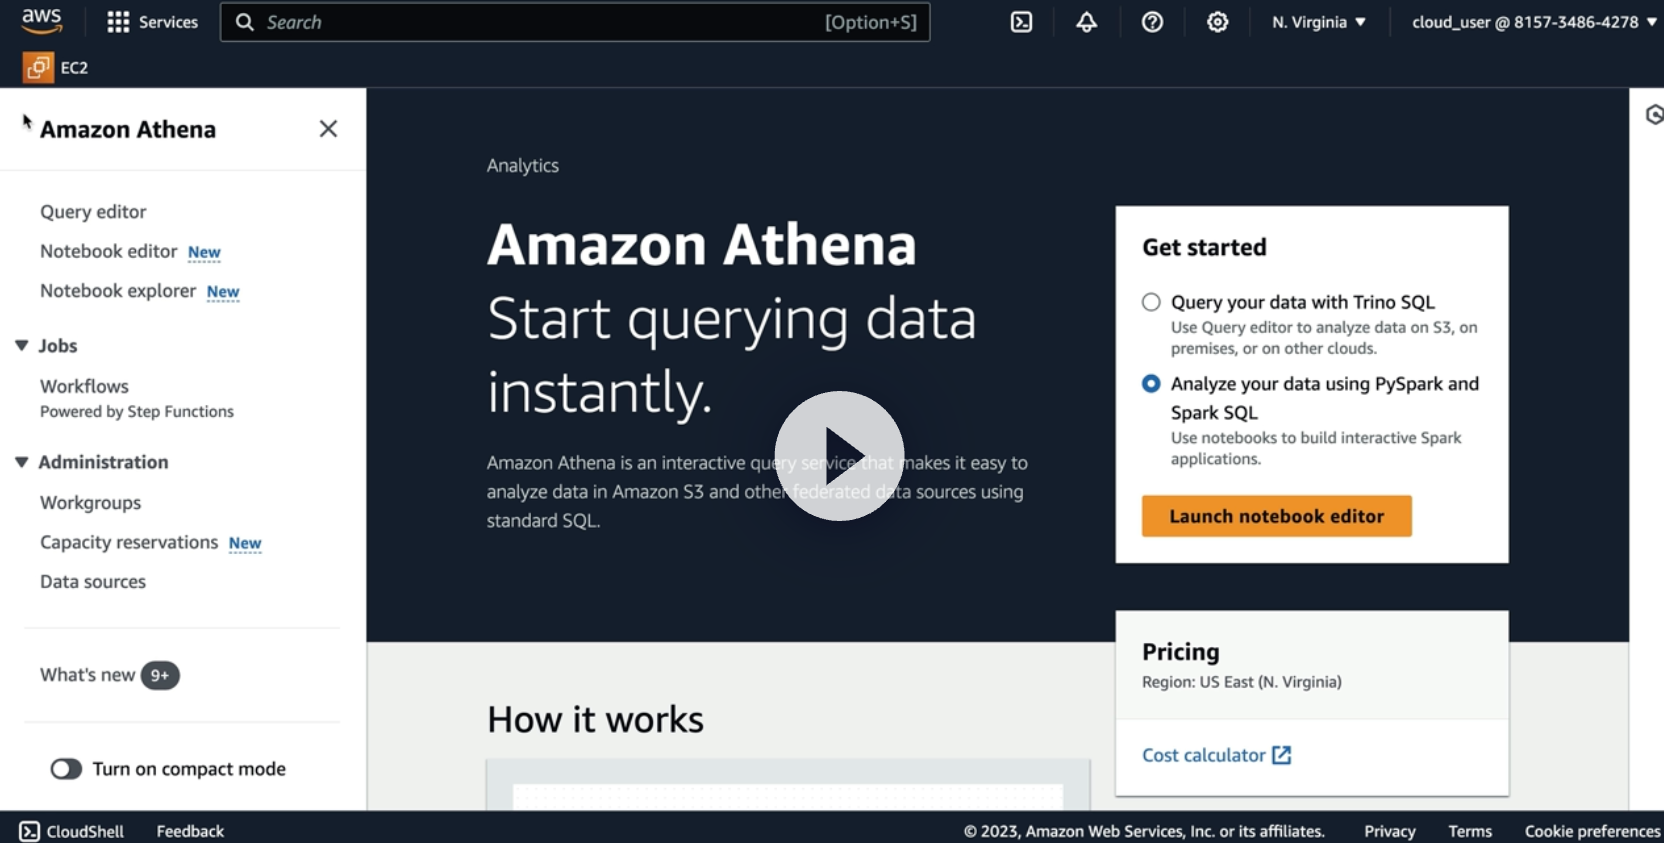 aws
Services
Search
[Option+S]
N. Virginia
cloud_user @ 8157-3486-4278
EC2
Amazon Athena
Query editor
Notebook editor New
Notebook explorer New
Jobs
Workflows
Powered by Step Functions
Administration
Workgroups
Capacity reservations New
Data sources
What's new 9+
Turn on compact mode
Analytics
Amazon Athena
Start querying data
instantly.
Amazon Athena is an interactive query service that makes it easy to
analyze data in Amazon S3 and other federated data sources using
standard SQL.
Get started
Query your data with Trino SQL
Use Query editor to analyze data on S3, on
premises, or on other clouds.
Analyze your data using PySpark and
Spark SQL
Use notebooks to build interactive Spark
applications.
Launch notebook editor
Pricing
Region: US East (N. Virginia)
Cost calculator
How it works
CloudShell
Feedback
© 2023, Amazon Web Services, Inc. or its affiliates.
Privacy
Terms
Cookie preferences